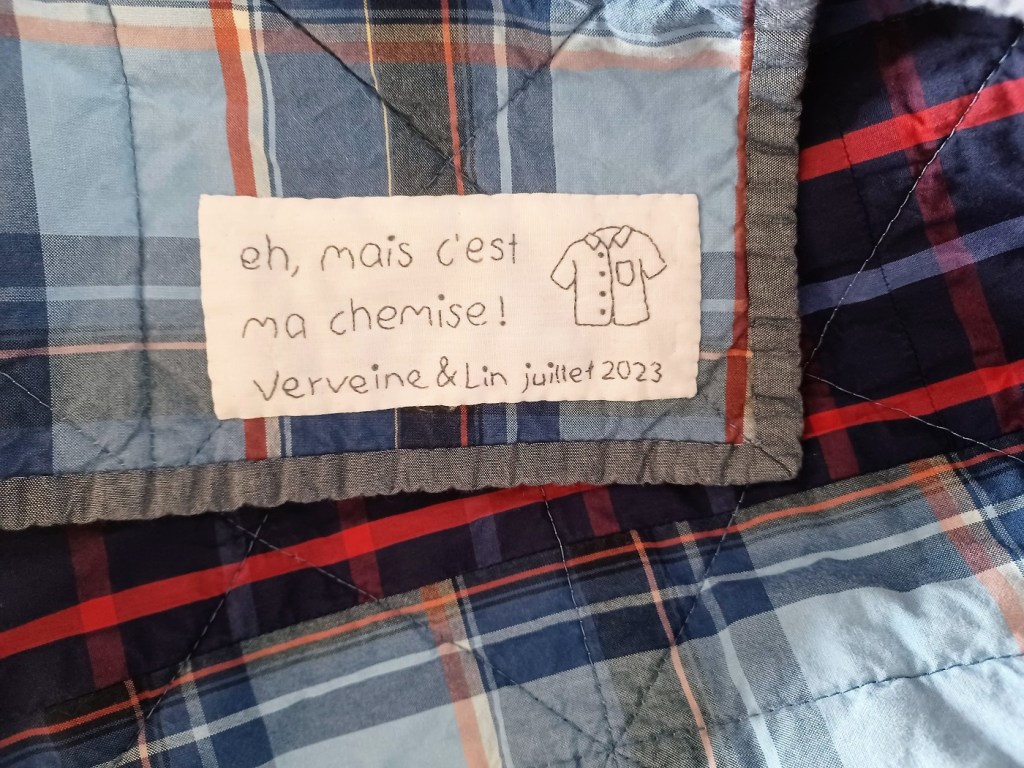 eh, mais c'est
ma chemise!
verveine & Lin juillet 2023